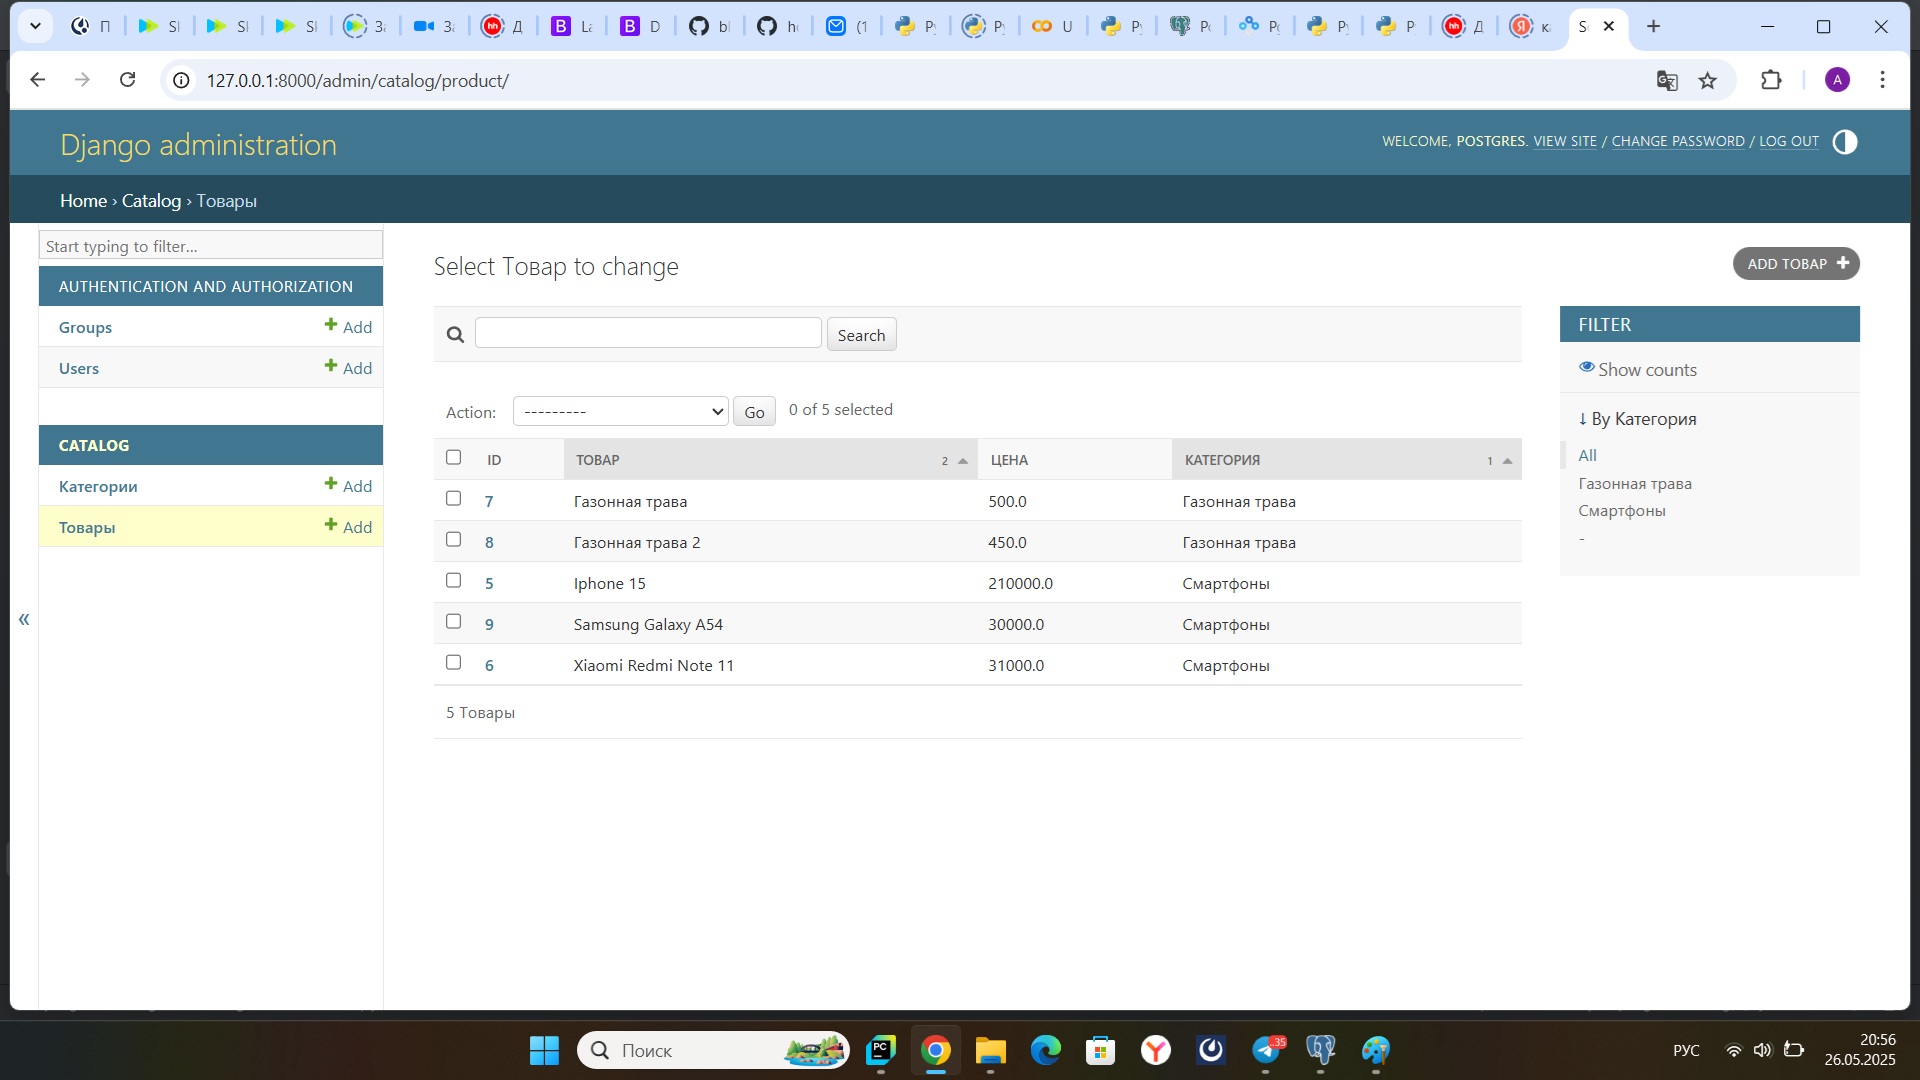 127.0.0.1:8000/admin/catalog/product/
A
Django administration
WELCOME, POSTGRES. VIEW SITE / CHANGE PASSWORD / LOG OUT
Home › Catalog › Товары
Start typing to filter...
AUTHENTICATION AND AUTHORIZATION
Groups Add
Users Add
CATALOG
Категории Add
Товары Add
«
Select Товар to change
ADD ТОВАР
Search
Action: --------- Go 0 of 5 selected
ID ТОВАР 2 ЦЕНА КАТЕГОРИЯ 1
7 Газонная трава 500.0 Газонная трава
8 Газонная трава 2 450.0 Газонная трава
5 Iphone 15 210000.0 Смартфоны
9 Samsung Galaxy A54 30000.0 Смартфоны
6 Xiaomi Redmi Note 11 31000.0 Смартфоны
5 Товары
FILTER
Show counts
↓ By Категория
All
Газонная трава
Смартфоны
-
Поиск
PC
35
РУС
20:56
26.05.2025